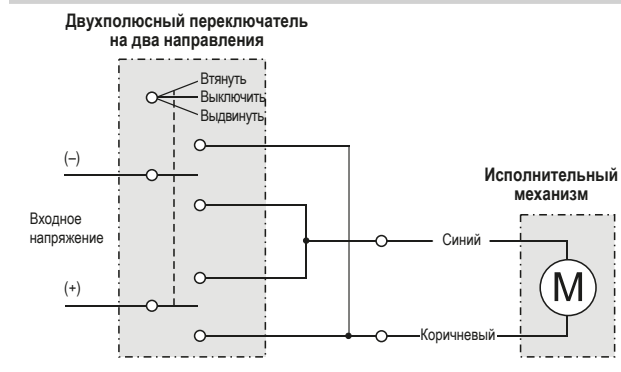 Двухполюсный переключатель
на два направления
Втянуть
Выключить
Выдвинуть
(–)
Входное
напряжение
(+)
Исполнительный
механизм
Синий
M
Коричневый